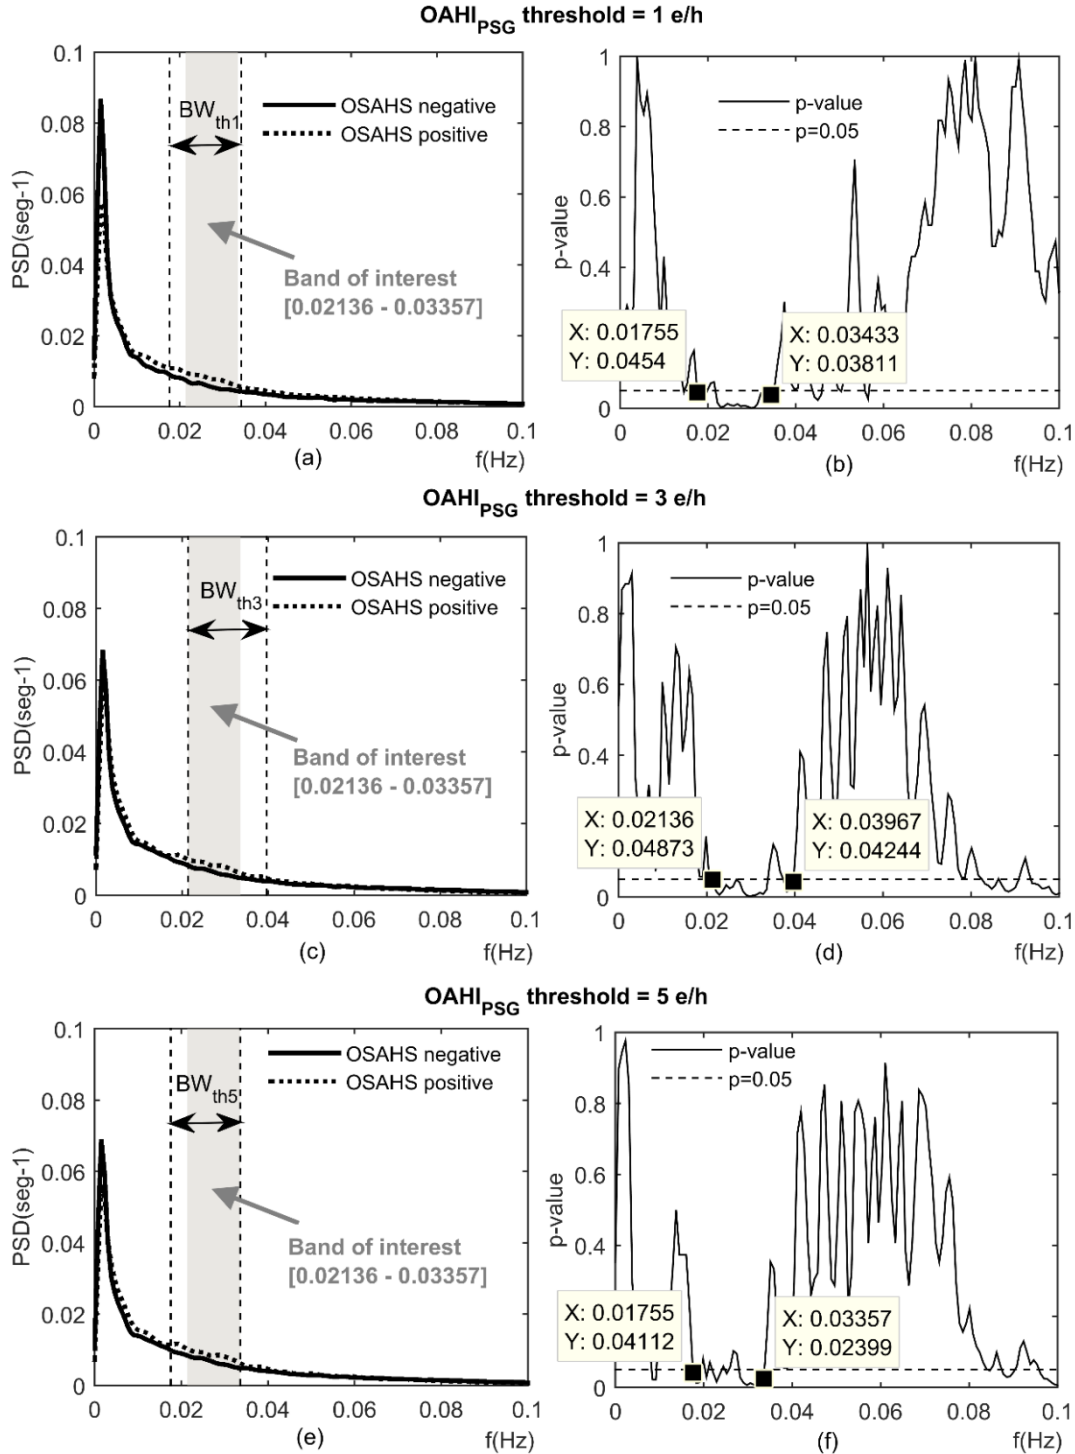 OAHI_PSG threshold = 1 e/h
0.1
0.08
0.06
0.04
0.02
0
PSD(seg-1)
BW_th1
OSAHS negative
OSAHS positive
Band of interest
[0.02136 - 0.03357]
0 0.02 0.04 0.06 0.08 0.1
f(Hz)
(a)
1
0.8
0.6
0.4
0
p-value
p-value
p=0.05
X: 0.01755
Y: 0.0454
X: 0.03433
Y: 0.03811
0 0.02 0.04 0.06 0.08 0.1
f(Hz)
(b)
OAHI_PSG threshold = 3 e/h
0.1
0.08
0.06
0.04
0.02
0
PSD(seg-1)
BW_th3
OSAHS negative
OSAHS positive
Band of interest
[0.02136 - 0.03357]
0 0.02 0.04 0.06 0.08 0.1
f(Hz)
(c)
1
0.8
0.6
0.4
0
p-value
p-value
p=0.05
X: 0.02136
Y: 0.04873
X: 0.03967
Y: 0.04244
0 0.02 0.04 0.06 0.08 0.1
f(Hz)
(d)
OAHI_PSG threshold = 5 e/h
0.1
0.08
0.06
0.04
0.02
0
PSD(seg-1)
BW_th5
OSAHS negative
OSAHS positive
Band of interest
[0.02136 - 0.03357]
0 0.02 0.04 0.06 0.08 0.1
f(Hz)
(e)
1
0.8
0.6
0.4
0
p-value
p-value
p=0.05
X: 0.01755
Y: 0.04112
X: 0.03357
Y: 0.02399
0 0.02 0.04 0.06 0.08 0.1
f(Hz)
(f)